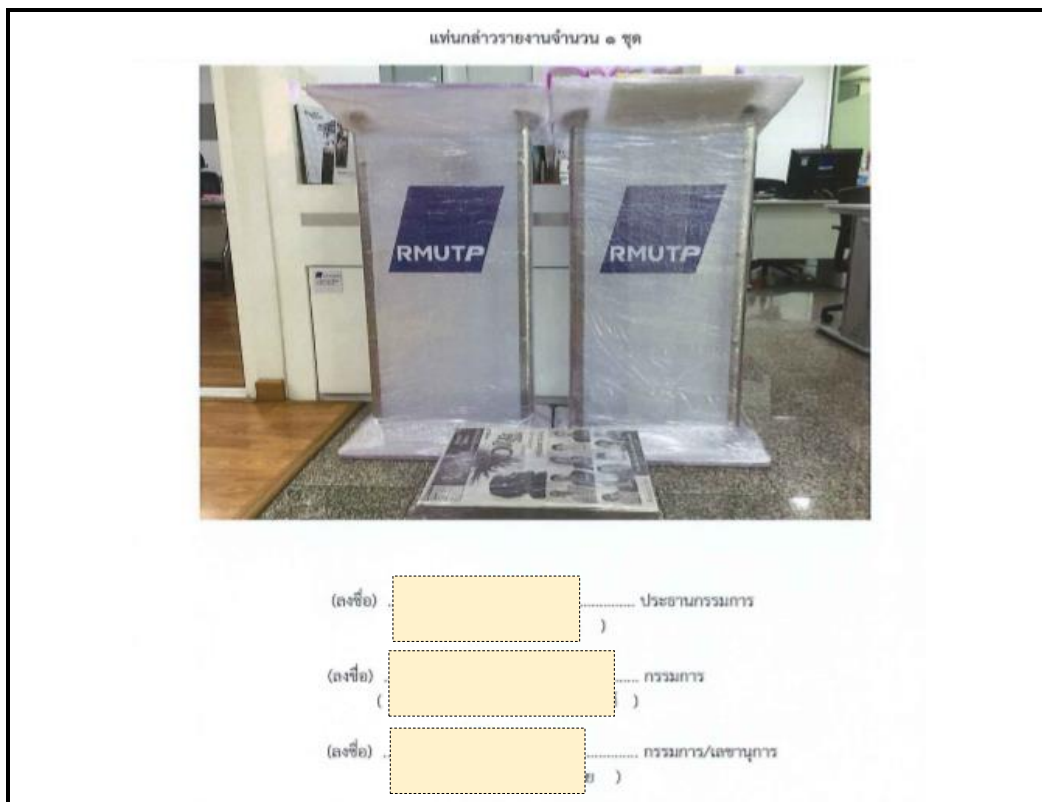 แท่นกล่าวรายงานจำนวน ๑ ชุด
RMUTP
RMUTP
(ลงชื่อ) .. ............... ประธานกรรมการ
)
(ลงชื่อ) .. ...... กรรมการ
( ์ )
(ลงชื่อ) .. ............... กรรมการ/เลขานุการ
ย )